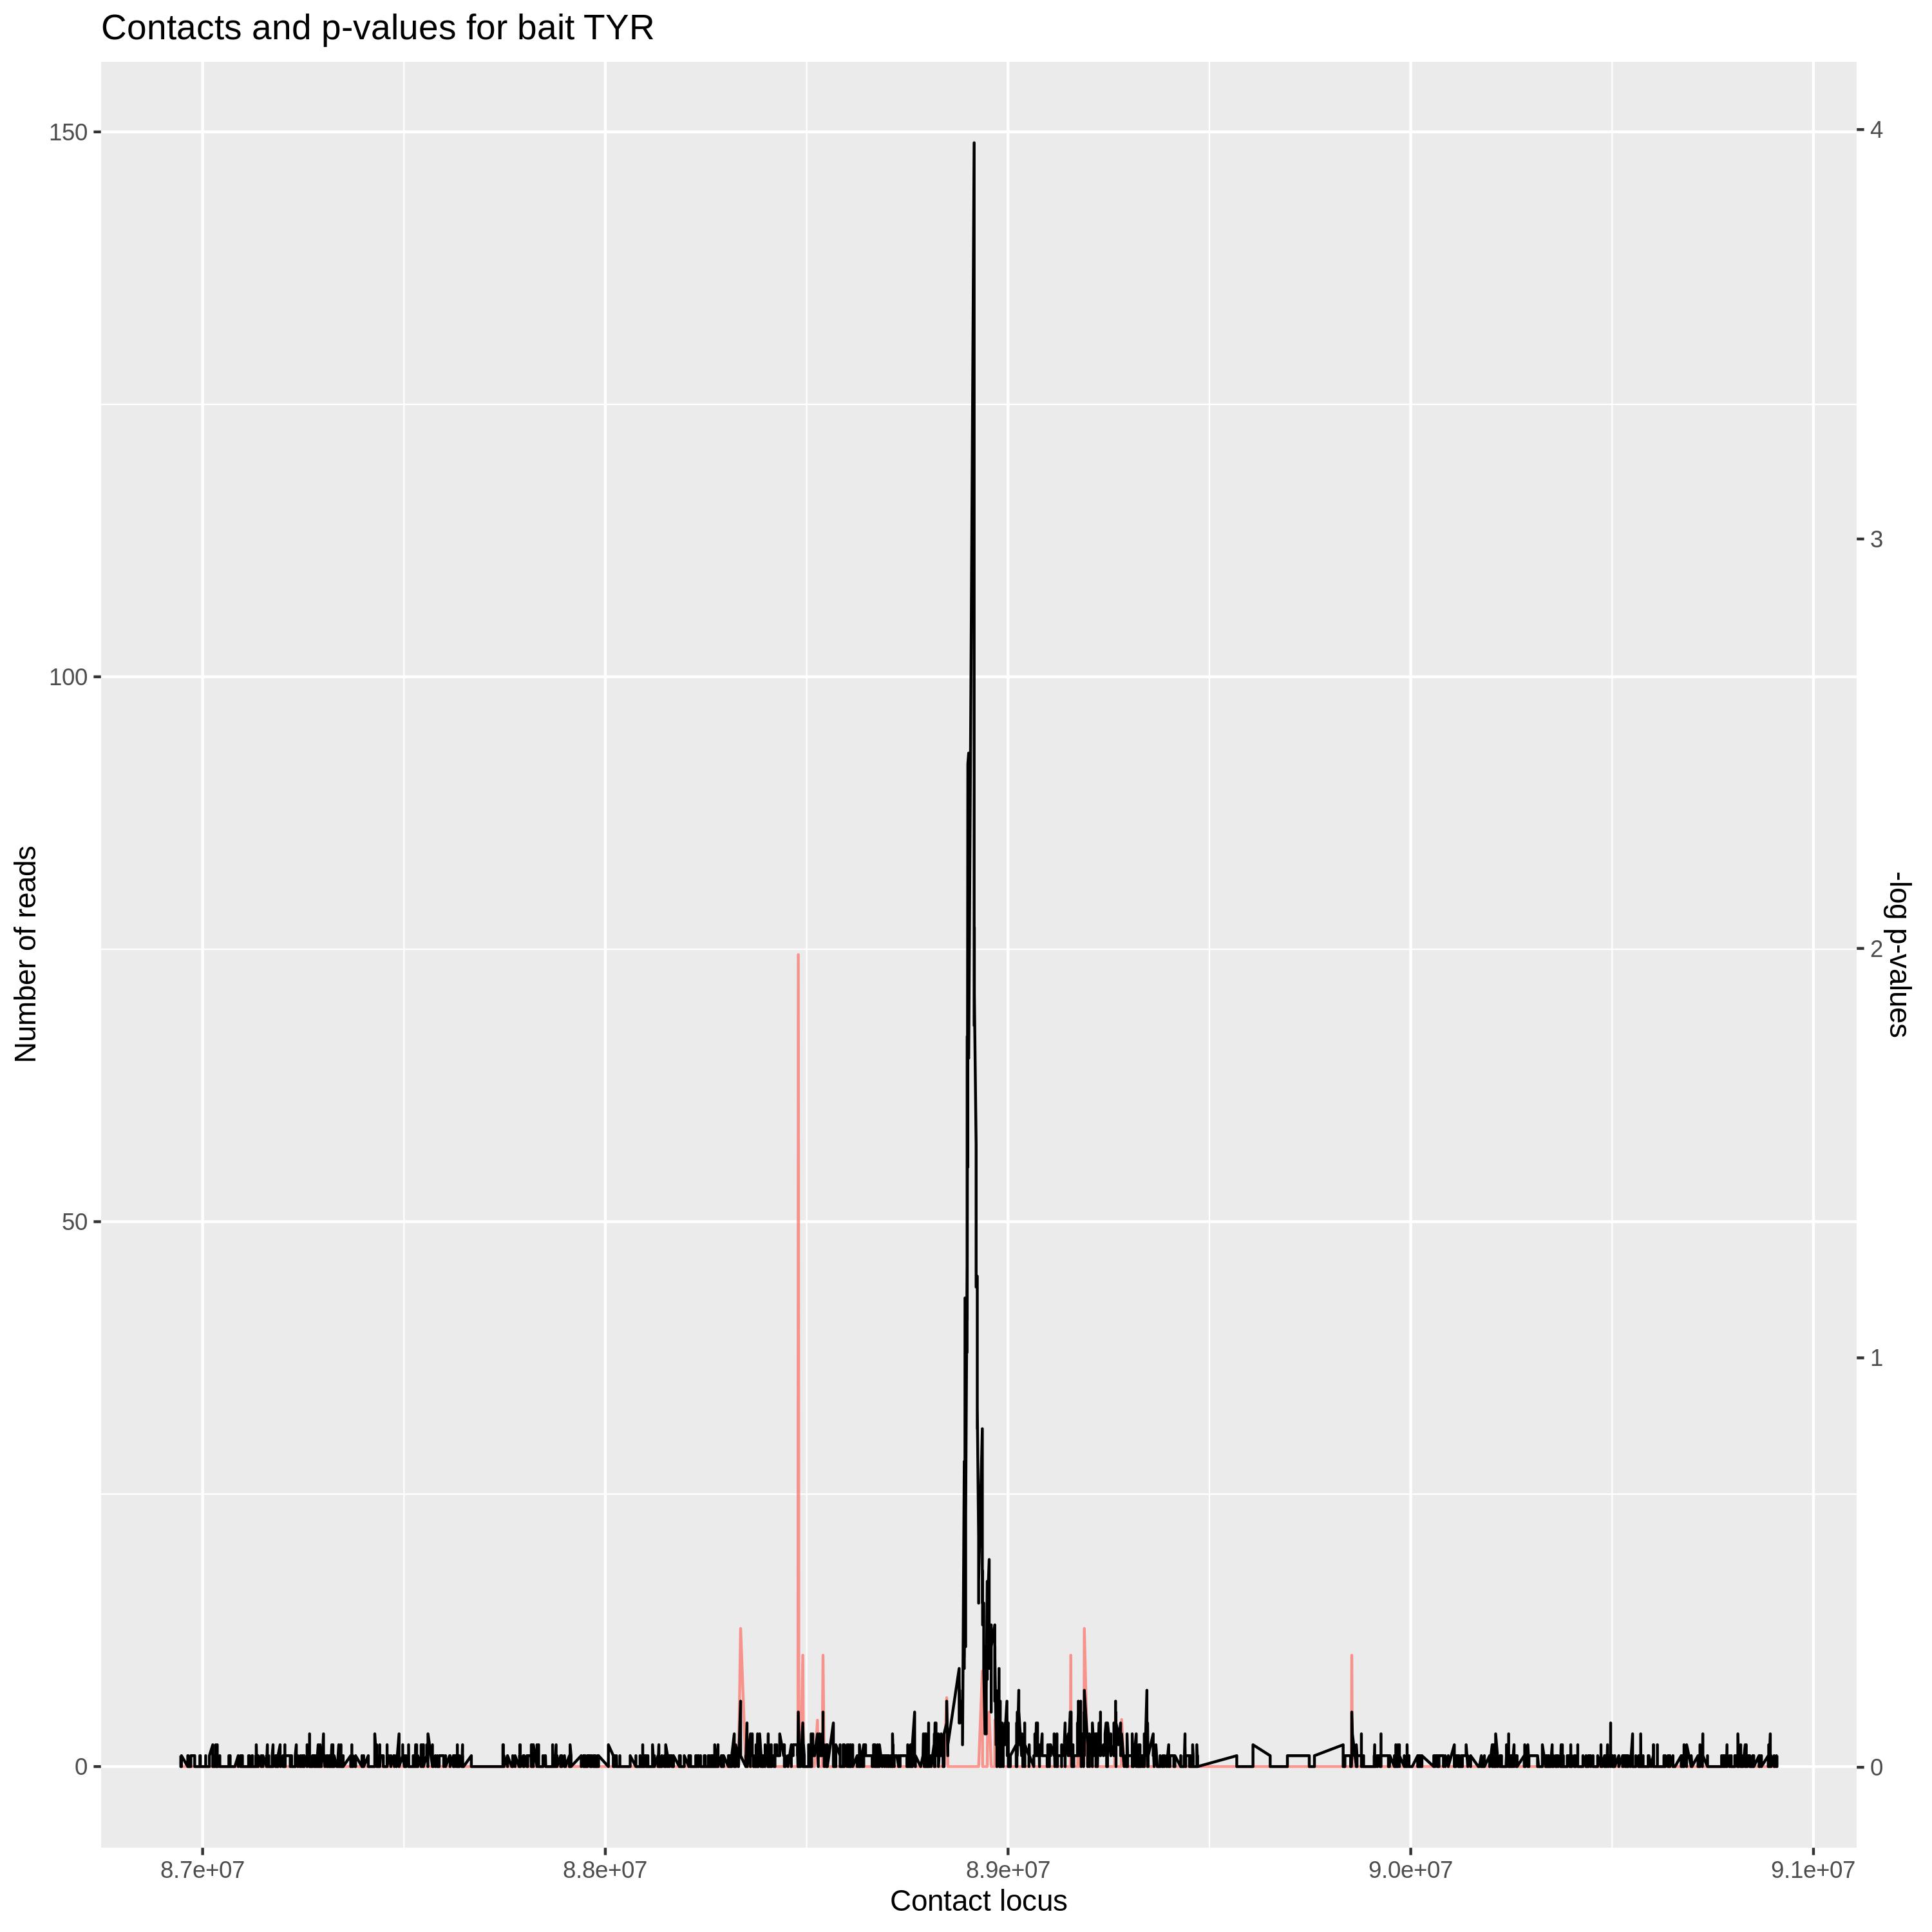 Contacts and p-values for bait TYR
150
100
50
0
Number of reads
4
3
2
1
0
-log p-values
8.7e+07
8.8e+07
8.9e+07
9.0e+07
9.1e+07
Contact locus